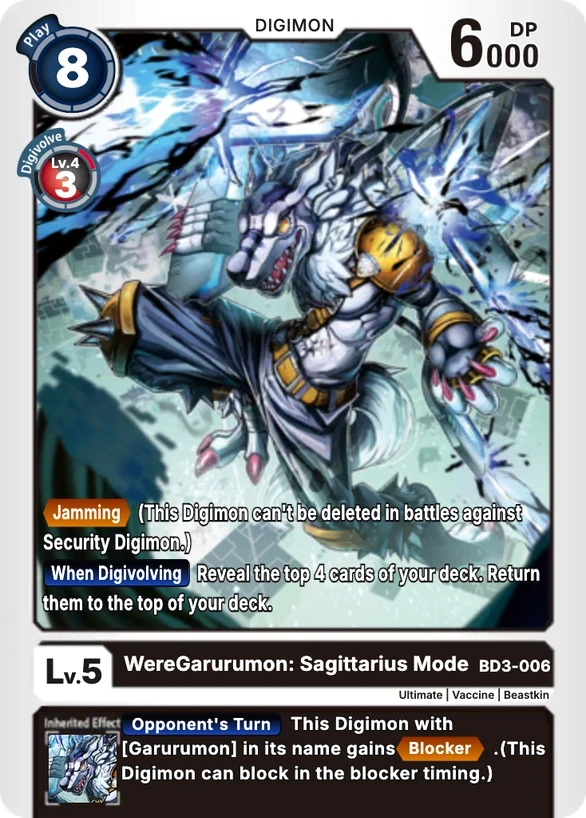 DIGIMON
Play
8
DP
6000
Digivolve
Lv.4
3
Jamming (This Digimon can't be deleted in battles against
Security Digimon.)
When Digivolving Reveal the top 4 cards of your deck. Return
them to the top of your deck.
Lv.5 WereGarurumon: Sagittarius Mode BD3-006
Ultimate | Vaccine | Beastkin
Inherited Effect Opponent's Turn This Digimon with
[Garurumon] in its name gains Blocker .(This
Digimon can block in the blocker timing.)